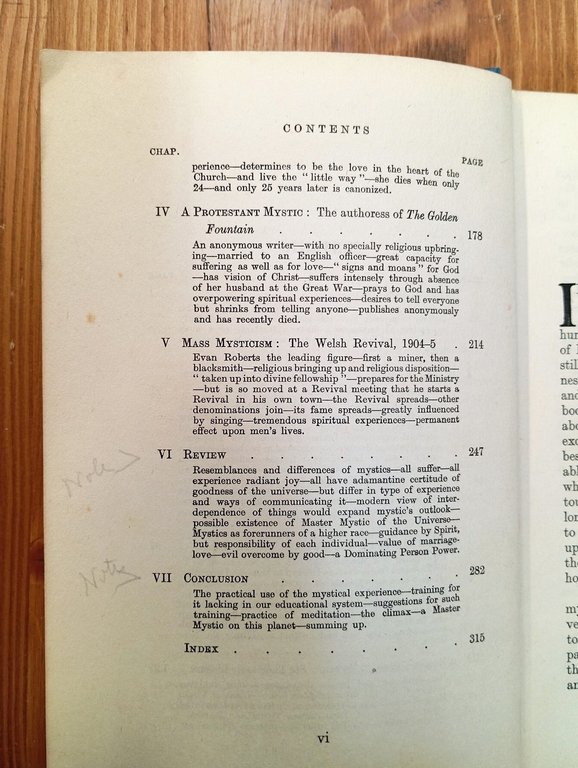 CONTENTS
CHAP.
PAGE
perience—determines to be the love in the heart of the
Church—and live the “ little way ”—she dies when only
24—and only 25 years later is canonized.
IV A Protestant Mystic : The authoress of The Golden
Fountain . . . . . . . 178
An anonymous writer—with no specially religious upbring-
ing—married to an English officer—great capacity for
suffering as well as for love—“ signs and moans ” for God
—has vision of Christ—suffers intensely through absence
of her husband at the Great War—prays to God and has
overpowering spiritual experiences—desires to tell everyone
but shrinks from telling anyone—publishes anonymously
and has recently died.
V Mass Mysticism : The Welsh Revival, 1904-5 . 214
Evan Roberts the leading figure—first a miner, then a
blacksmith—religious bringing up and religious disposition—
“ taken up into divine fellowship ”—prepares for the Ministry
—but is so moved at a Revival meeting that he starts a
Revival in his own town—the Revival spreads—other
denominations join—its fame spreads—greatly influenced
by singing—tremendous spiritual experiences—permanent
effect upon men's lives.
VI Review . . . . . . . . 247
Resemblances and differences of mystics—all suffer—all
experience radiant joy—all have adamantine certitude of
goodness of the universe—but differ in type of experience
and ways of communicating it—modern view of inter-
dependence of things would expand mystic's outlook—
possible existence of Master Mystic of the Universe—
Mystics as forerunners of a higher race—guidance by Spirit,
but responsibility of each individual—value of marriage-
love—evil overcome by good—a Dominating Person Power.
VII Conclusion . . . . . . . 282
The practical use of the mystical experience—training for
it lacking in our educational system—suggestions for such
training—practice of meditation—the climax—a Master
Mystic on this planet—summing up.
Index . . . . . . . . 315
vi